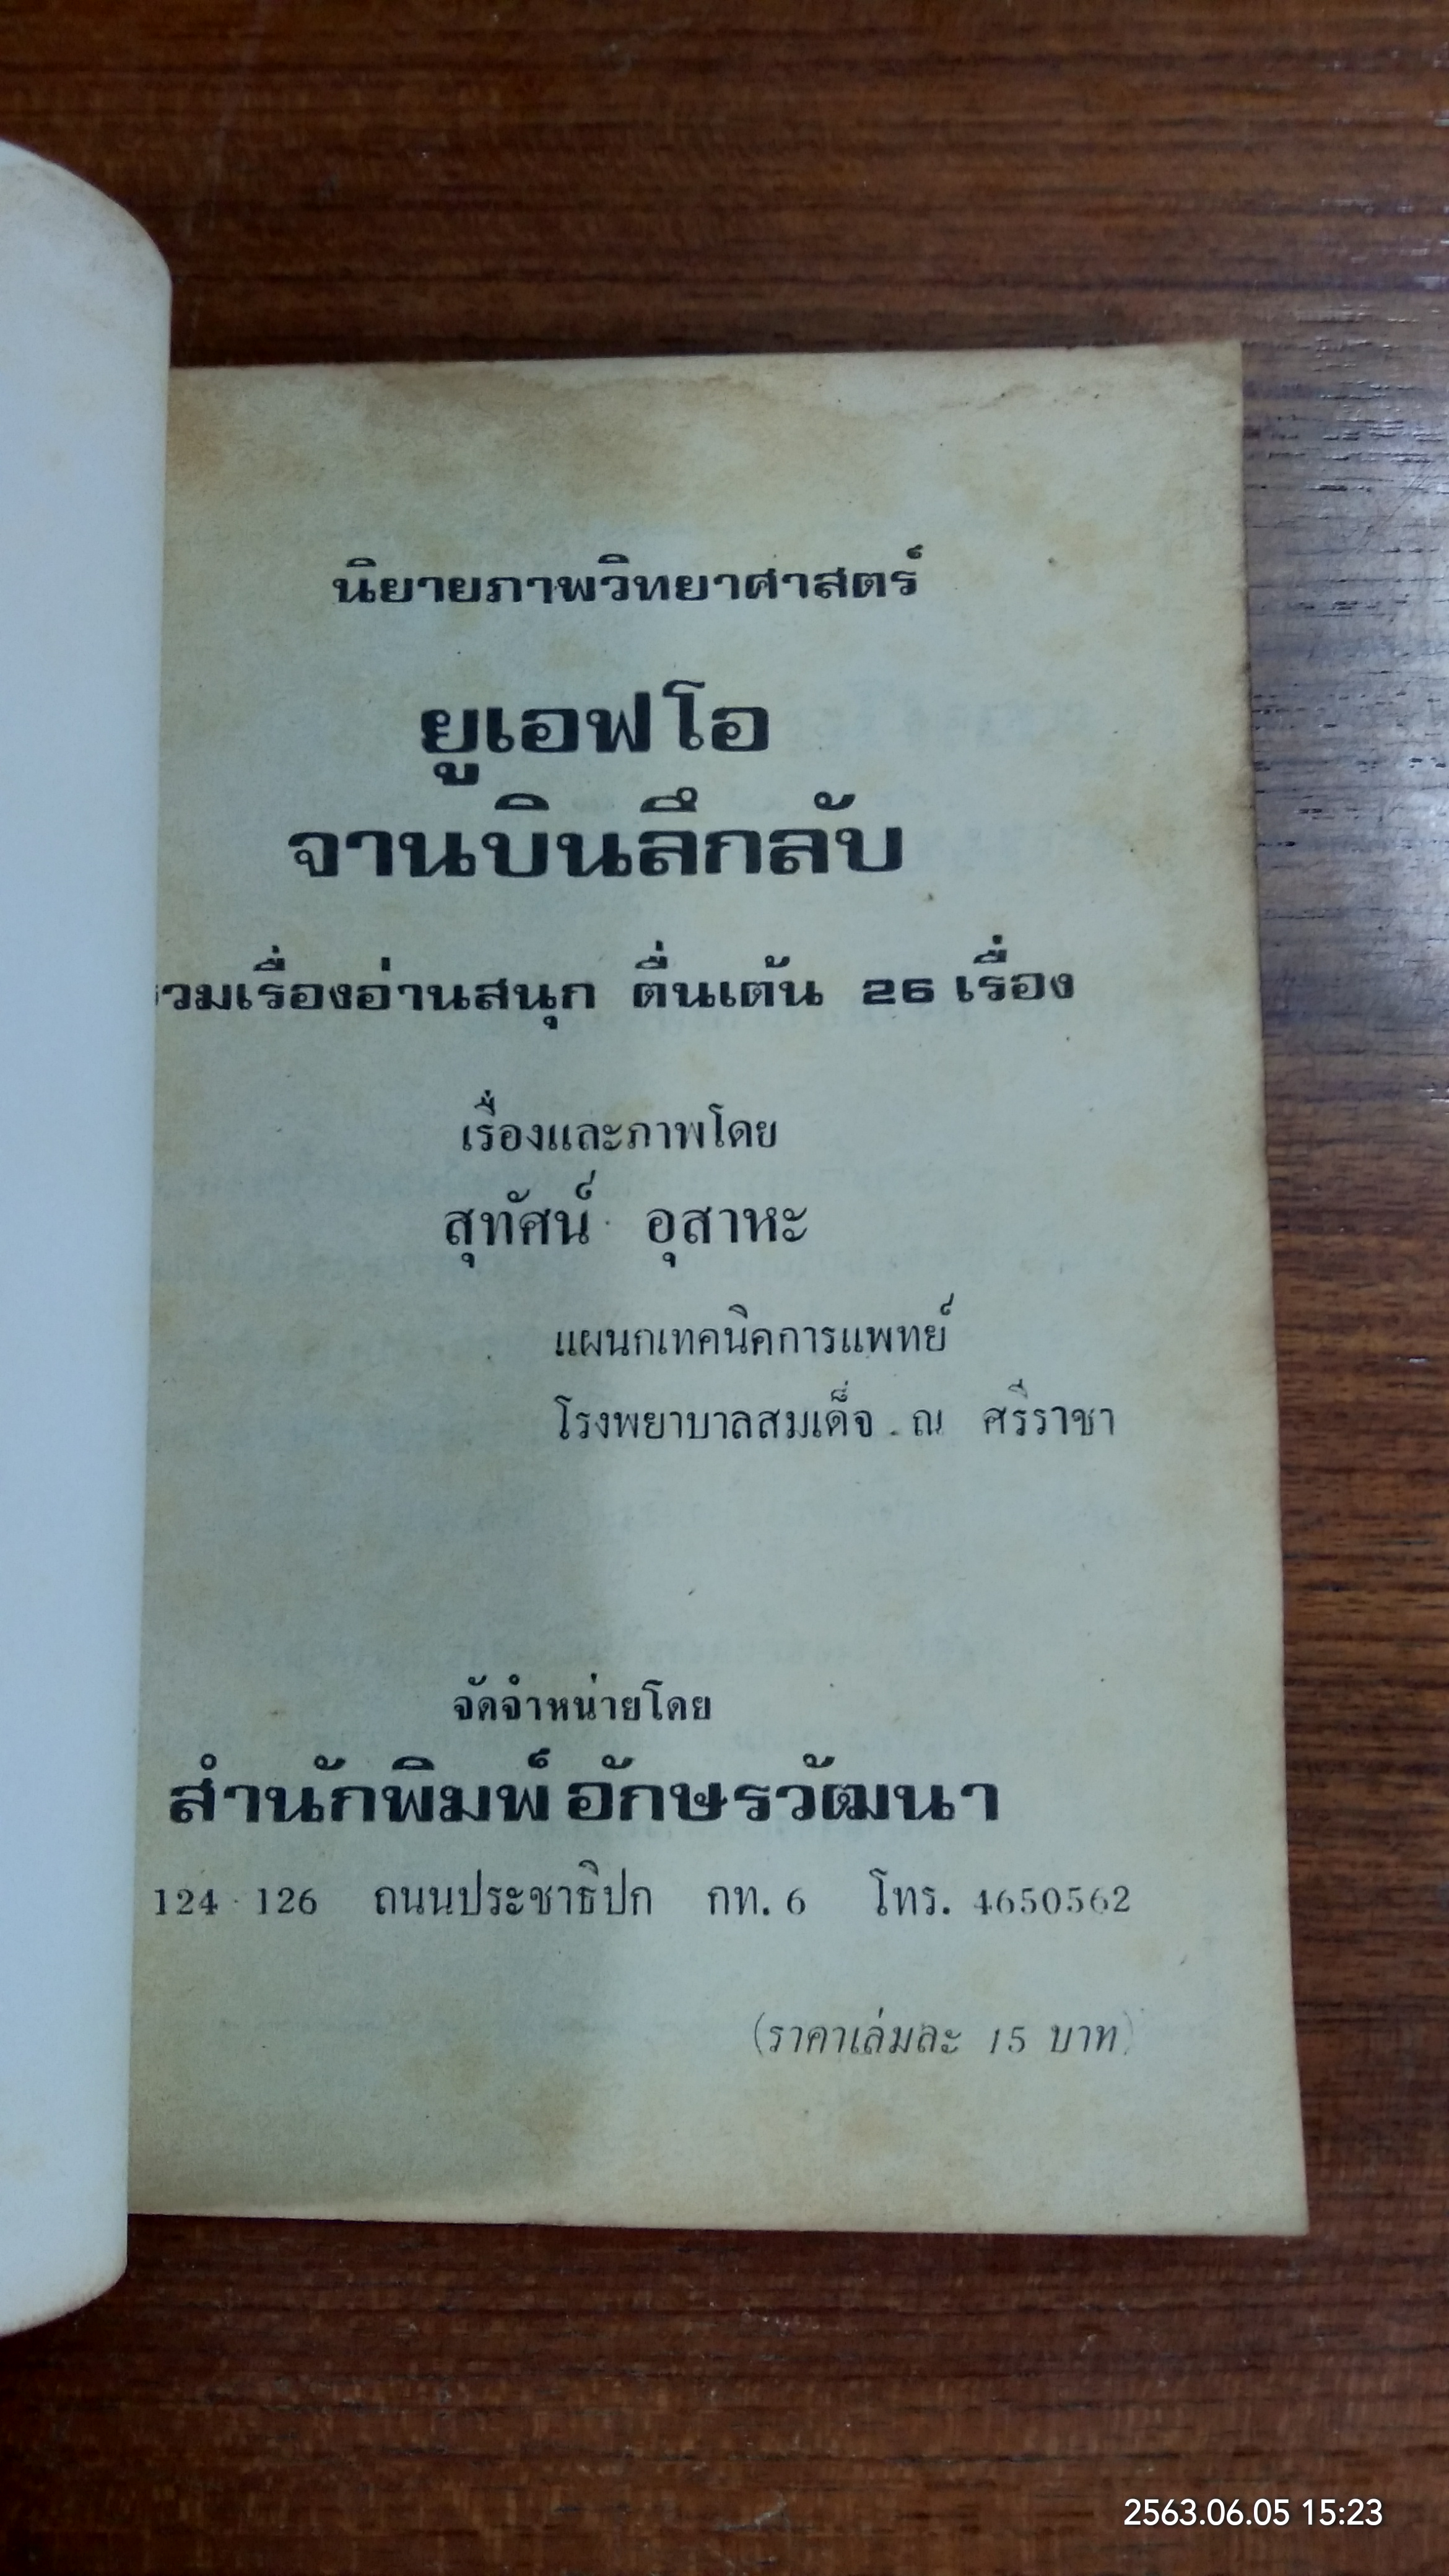 นิยายภาพวิทยาศาสตร์
ยูเอฟโอ
จานบินลึกลับ
รวมเรื่องอ่านสนุก ตื่นเต้น 26 เรื่อง
เรื่องและภาพโดย
สุทัศน์ อุสาหะ
แผนกเทคนิคการแพทย์
โรงพยาบาลสมเด็จ ณ ศรีราชา
จัดจำหน่ายโดย
สำนักพิมพ์ อักษรวัฒนา
124 - 126 ถนนประชาธิปก กท. 6 โทร. 4650562
(ราคาเล่มละ 15 บาท)
2563.06.05 15:23